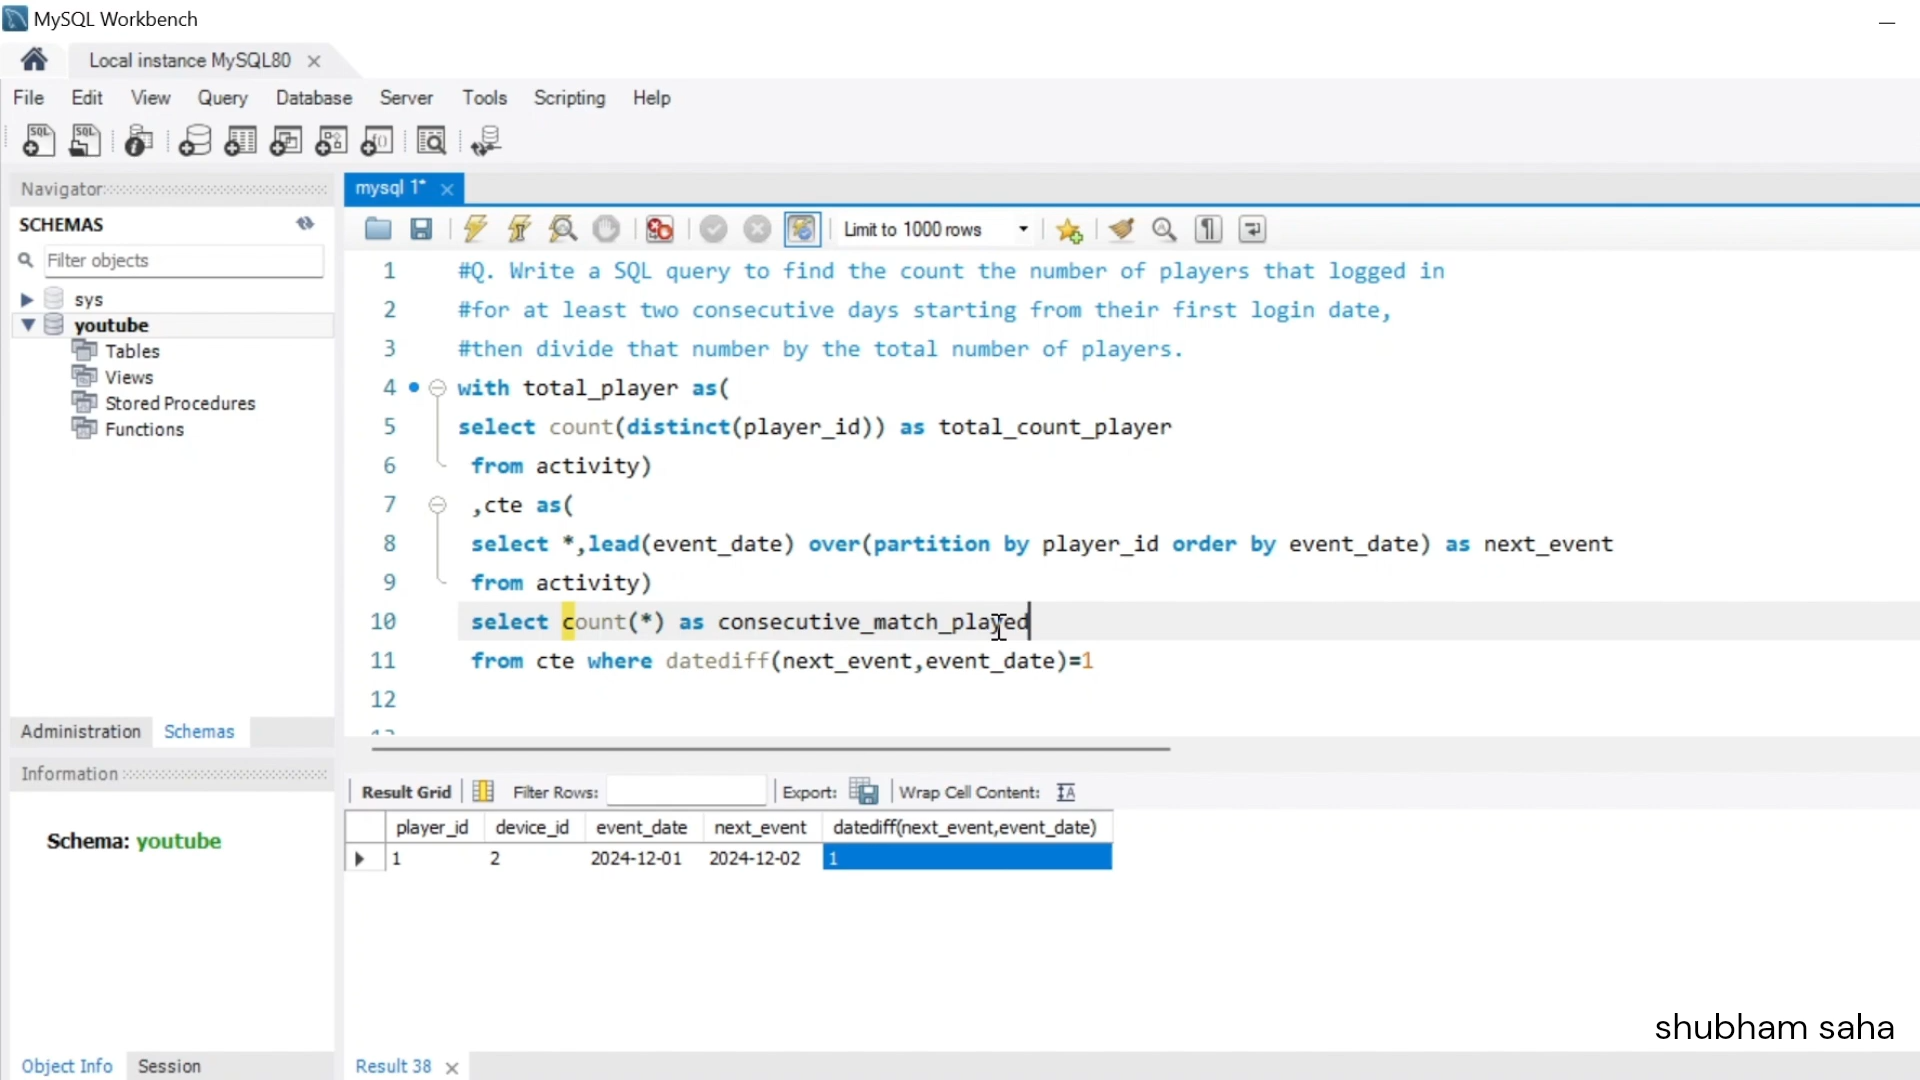 MySQL Workbench
Local instance MySQL80
File Edit View Query Database Server Tools Scripting Help
Navigator
mysql 1*
SCHEMAS
Filter objects
Limit to 1000 rows
sys
youtube
Tables
Views
Stored Procedures
Functions
1 #Q. Write a SQL query to find the count the number of players that logged in
2 #for at least two consecutive days starting from their first login date,
3 #then divide that number by the total number of players.
4 with total_player as(
5 select count(distinct(player_id)) as total_count_player
6 from activity)
7 ,cte as(
8 select *,lead(event_date) over(partition by player_id order by event_date) as next_event
9 from activity)
10 select count(*) as consecutive_match_played
11 from cte where datediff(next_event,event_date)=1
12
Administration Schemas
Information
Schema: youtube
Result Grid Filter Rows: Export: Wrap Cell Content:
player_id device_id event_date next_event datediff(next_event,event_date)
1 2 2024-12-01 2024-12-02 1
shubham saha
Object Info Session
Result 38